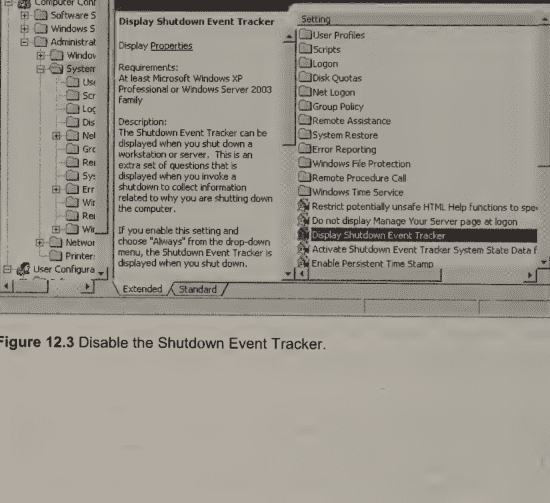 Computer Conf
Software S
Windows S
Administrat
Window
System
Use
Scr
Log
Dis
Net
Gro
Rer
Sys
Err
Wir
Rer
Wir
Networ
Printer:
User Configura
Display Shutdown Event Tracker
Display Properties
Requirements:
At least Microsoft Windows XP
Professional or Windows Server 2003
family
Description:
The Shutdown Event Tracker can be
displayed when you shut down a
workstation or server. This is an
extra set of questions that is
displayed when you invoke a
shutdown to collect information
related to why you are shutting down
the computer.
If you enable this setting and
choose "Always" from the drop-down
menu, the Shutdown Event Tracker is
displayed when you shut down.
Setting
User Profiles
Scripts
Logon
Disk Quotas
Net Logon
Group Policy
Remote Assistance
System Restore
Error Reporting
Windows File Protection
Remote Procedure Call
Windows Time Service
Restrict potentially unsafe HTML Help functions to spe
Do not display Manage Your Server page at logon
Display Shutdown Event Tracker
Activate Shutdown Event Tracker System State Data f
Enable Persistent Time Stamp
Extended
Standard
Figure 12.3 Disable the Shutdown Event Tracker.